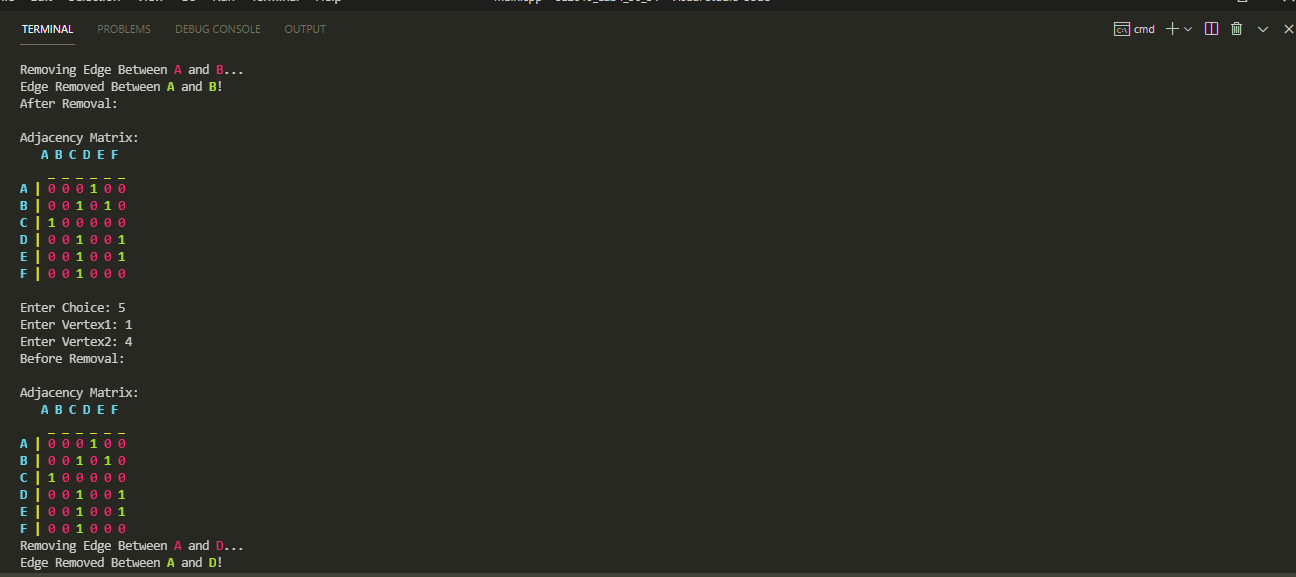 TERMINAL PROBLEMS DEBUG CONSOLE OUTPUT cmd
Removing Edge Between A and B...
Edge Removed Between A and B!
After Removal:
Adjacency Matrix:
A B C D E F
_ _ _ _ _ _
A | 0 0 0 1 0 0
B | 0 0 1 0 1 0
C | 1 0 0 0 0 0
D | 0 0 1 0 0 1
E | 0 0 1 0 0 1
F | 0 0 1 0 0 0
Enter Choice: 5
Enter Vertex1: 1
Enter Vertex2: 4
Before Removal:
Adjacency Matrix:
A B C D E F
_ _ _ _ _ _
A | 0 0 0 1 0 0
B | 0 0 1 0 1 0
C | 1 0 0 0 0 0
D | 0 0 1 0 0 1
E | 0 0 1 0 0 1
F | 0 0 1 0 0 0
Removing Edge Between A and D...
Edge Removed Between A and D!